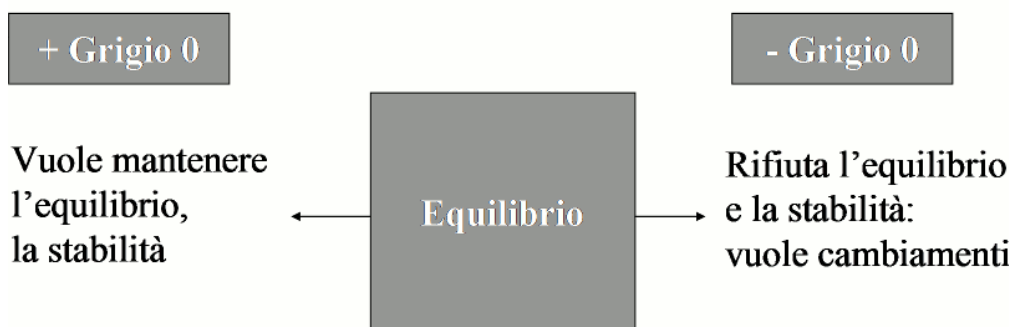 + Grigio 0
- Grigio 0
Vuole mantenere
l’equilibrio,
la stabilità
Equilibrio
Rifiuta l’equilibrio
e la stabilità:
vuole cambiamenti